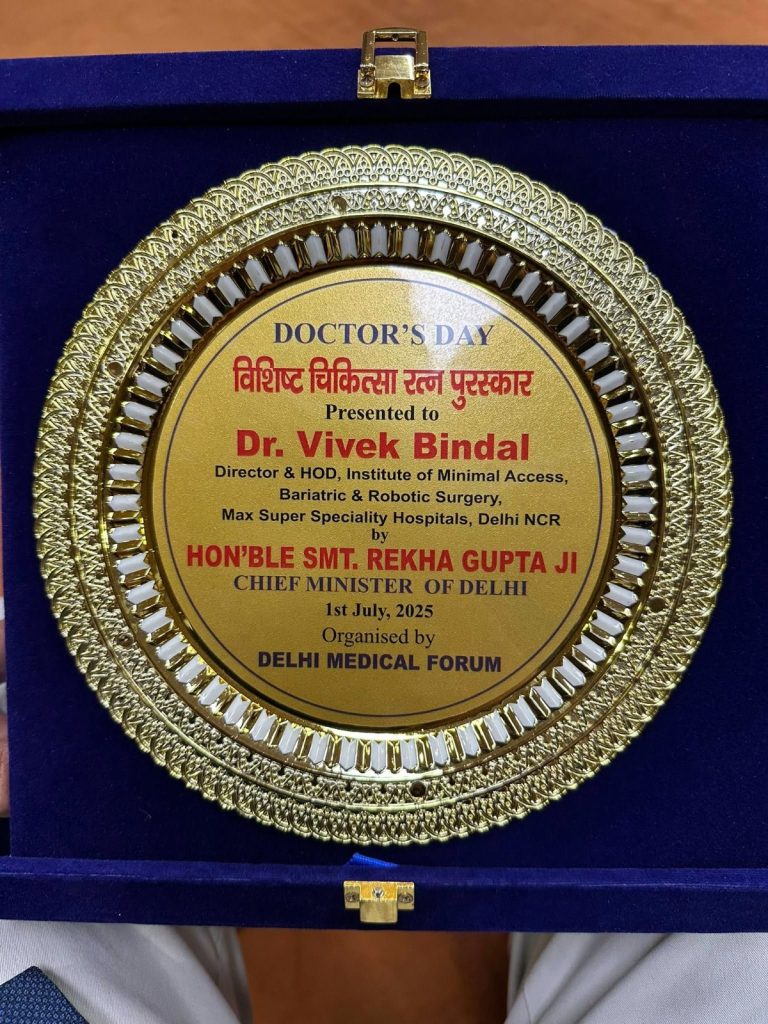 DOCTOR'S DAY
विशिष्ट चिकित्सा रत्न पुरस्कार
Presented to
Dr. Vivek Bindal
Director & HOD, Institute of Minimal Access,
Bariatric & Robotic Surgery,
Max Super Speciality Hospitals, Delhi NCR
by
HON'BLE SMT. REKHA GUPTA JI
CHIEF MINISTER OF DELHI
1st July, 2025
Organised by
DELHI MEDICAL FORUM